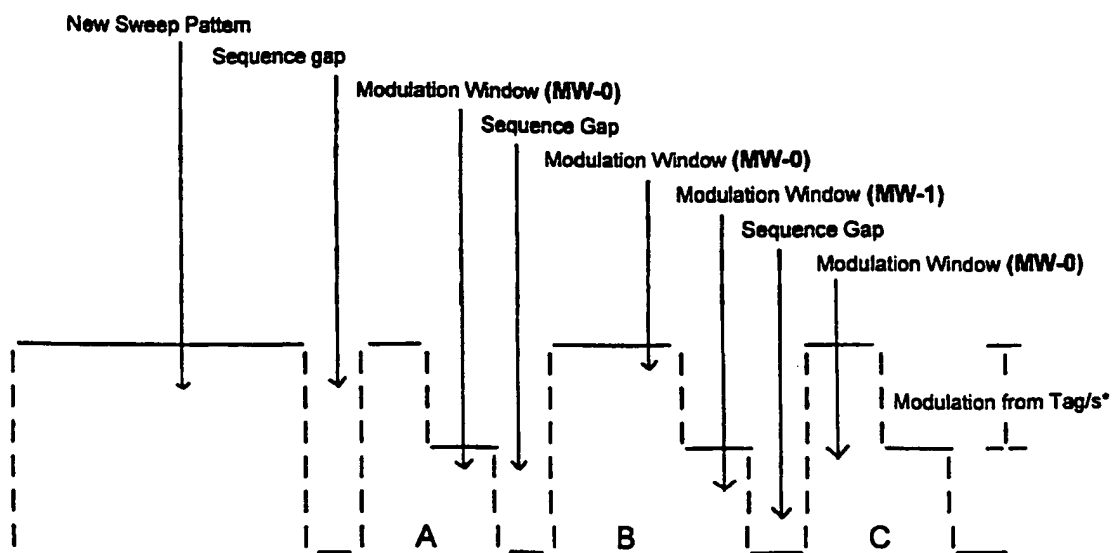 New Sweep Pattern
Sequence gap
Modulation Window (MW-0)
Sequence Gap
Modulation Window (MW-0)
Modulation Window (MW-1)
Sequence Gap
Modulation Window (MW-0)
Modulation from Tag/s*
A
B
C